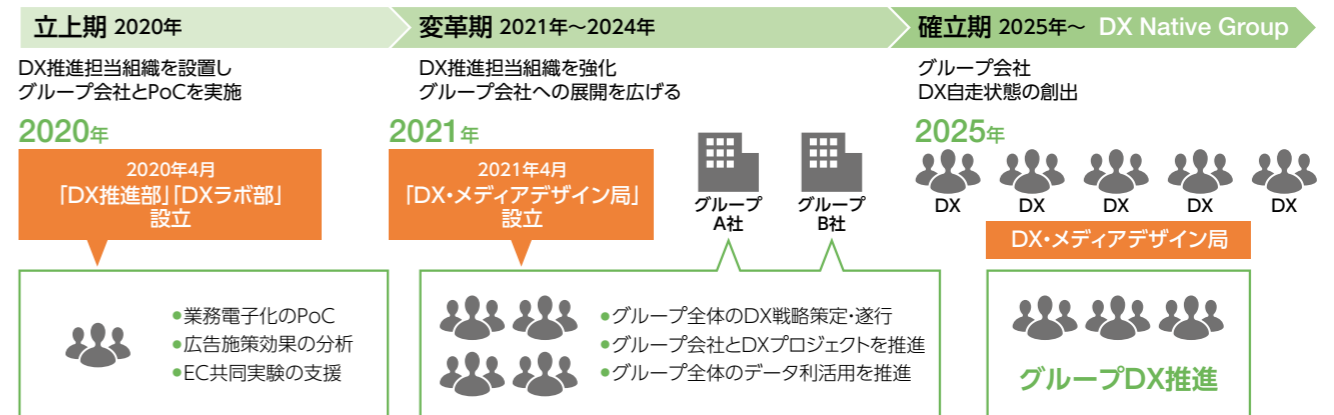 立上期 2020年
変革期 2021年～2024年
確立期 2025年～ DX Native Group
DX推進担当組織を設置し
グループ会社とPoCを実施
DX推進担当組織を強化
グループ会社への展開を広げる
グループ会社
DX自走状態の創出
2020年
2020年4月
「DX推進部」「DXラボ部」
設立
●業務電子化のPoC
●広告施策効果の分析
●EC共同実験の支援
2021年
2021年4月
「DX・メディアデザイン局」
設立
グループ
A社
グループ
B社
●グループ全体のDX戦略策定・遂行
●グループ会社とDXプロジェクトを推進
●グループ全体のデータ利活用を推進
2025年
DX DX DX DX DX
DX・メディアデザイン局
グループDX推進